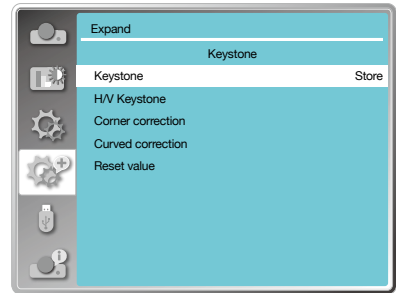 Expand
Keystone
Keystone Store
H/V Keystone
Corner correction
Curved correction
Reset value